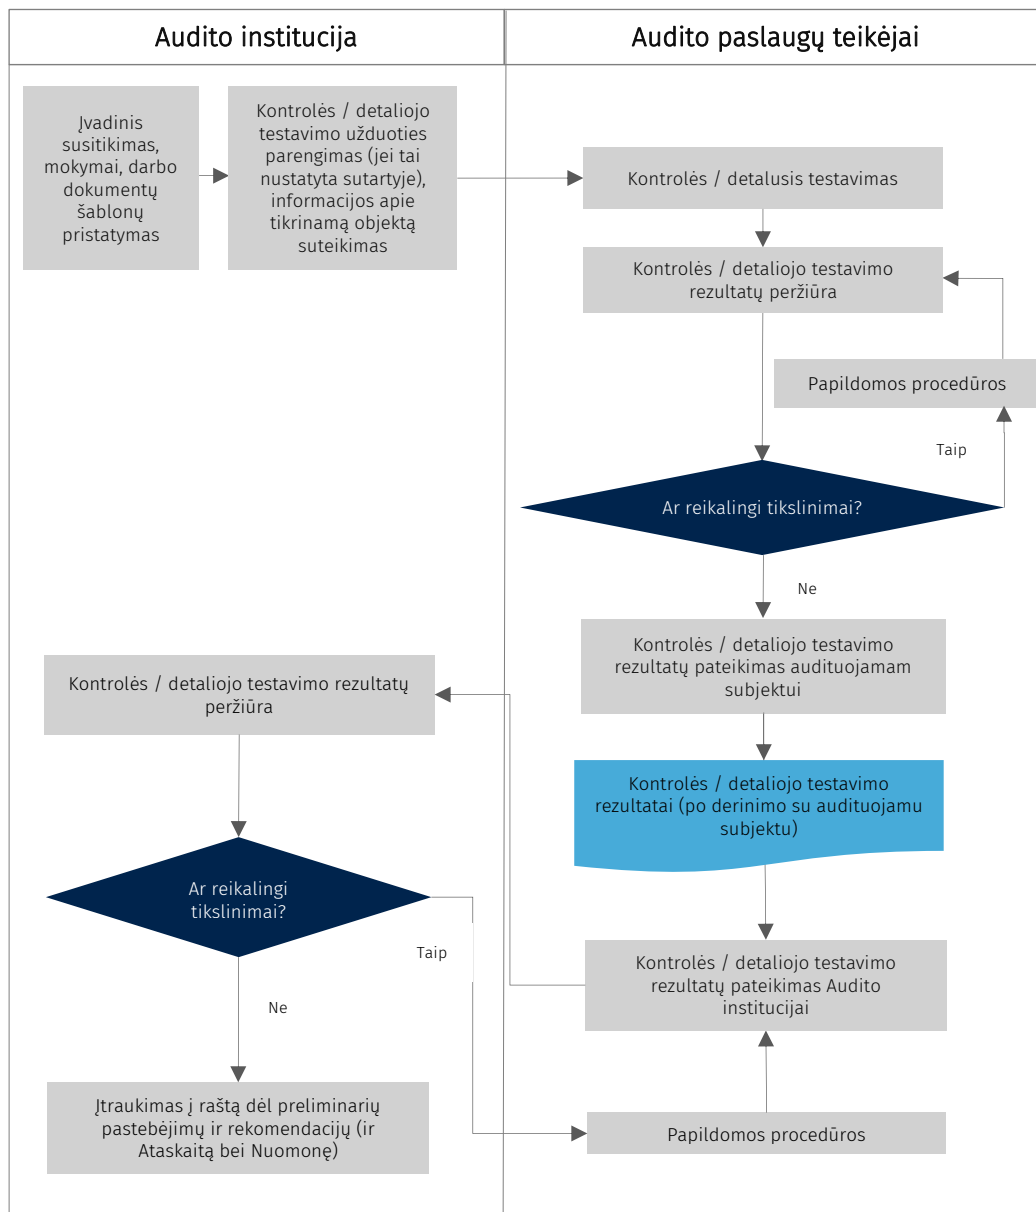 Audito institucija
Audito paslaugų teikėjai
Įvadinis
susitikimas,
mokymai, darbo
dokumentų
šablonų
pristatymas
Kontrolės / detaliojo
testavimo užduoties
parengimas (jei tai
nustatyta sutartyje),
informacijos apie
tikrinamą objektą
suteikimas
Kontrolės / detalusis testavimas
Kontrolės / detaliojo testavimo
rezultatų peržiūra
Papildomos procedūros
Taip
Ar reikalingi tikslinimai?
Ne
Kontrolės / detaliojo testavimo
rezultatų pateikimas audituojamam
subjektui
Kontrolės / detaliojo testavimo
rezultatai (po derinimo su audituojamu
subjektu)
Kontrolės / detaliojo testavimo
rezultatų pateikimas Audito
institucijai
Kontrolės / detaliojo testavimo rezultatų
peržiūra
Ar reikalingi
tikslinimai?
Taip
Ne
Įtraukimas į raštą dėl preliminarių
pastebėjimų ir rekomendacijų (ir
Ataskaitą bei Nuomonę)
Papildomos procedūros